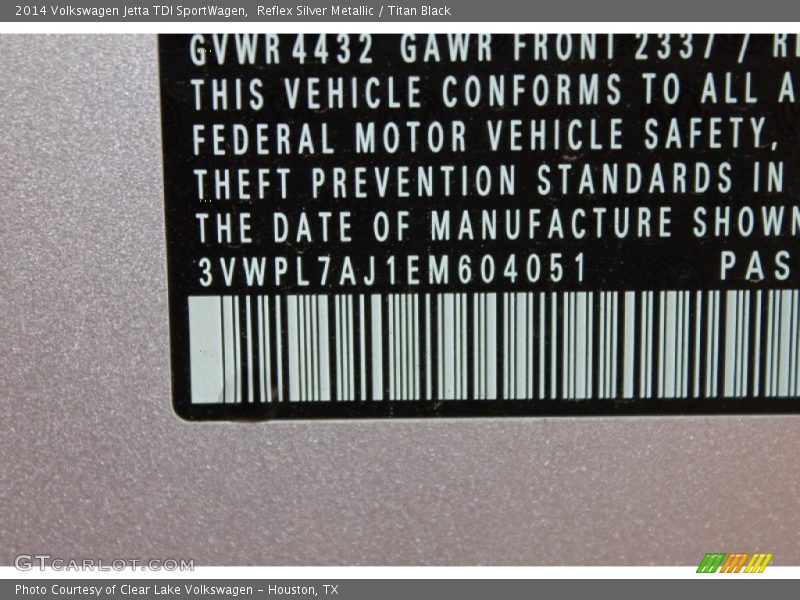 2014 Volkswagen Jetta TDI SportWagen,  Reflex Silver Metallic / Titan Black
GVWR 4432 GAWR FRONT 2337 /
THIS VEHICLE CONFORMS TO ALL A
FEDERAL MOTOR VEHICLE SAFETY,
THEFT PREVENTION STANDARDS IN
THE DATE OF MANUFACTURE SHOWN
3VWPL7AJ1EM604051 PAS
GTCARLOT.COM
Photo Courtesy of Clear Lake Volkswagen – Houston, TX